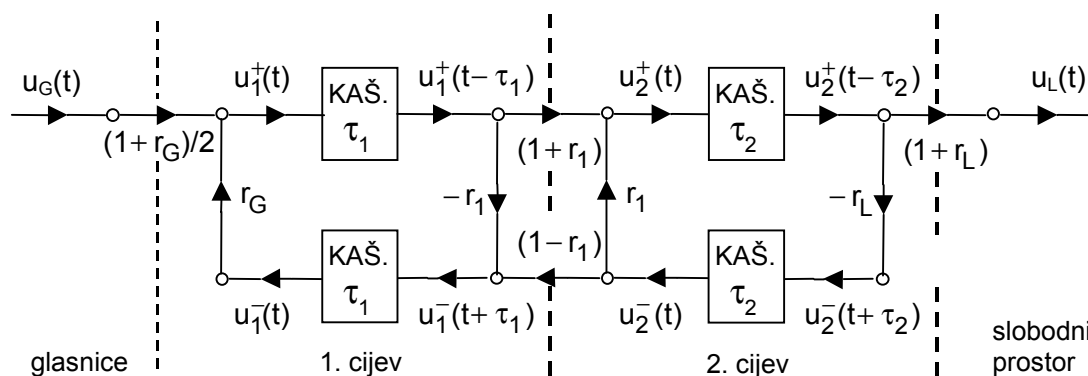 u_G(t)
u_1^+(t)
KAŠ.
τ_1
u_1^+(t– τ_1)
u_2^+(t)
KAŠ.
τ_2
u_2^+(t– τ_2)
u_L(t)
(1+ r_G)/2
(1+ r_1)
(1+ r_L)
r_G
–r_1
r_1
–r_L
(1– r_1)
KAŠ.
τ_1
KAŠ.
τ_2
u_1^–(t)
u_1^–(t+ τ_1)
u_2^–(t)
u_2^–(t+ τ_2)
glasnice
1. cijev
2. cijev
slobodni
prostor